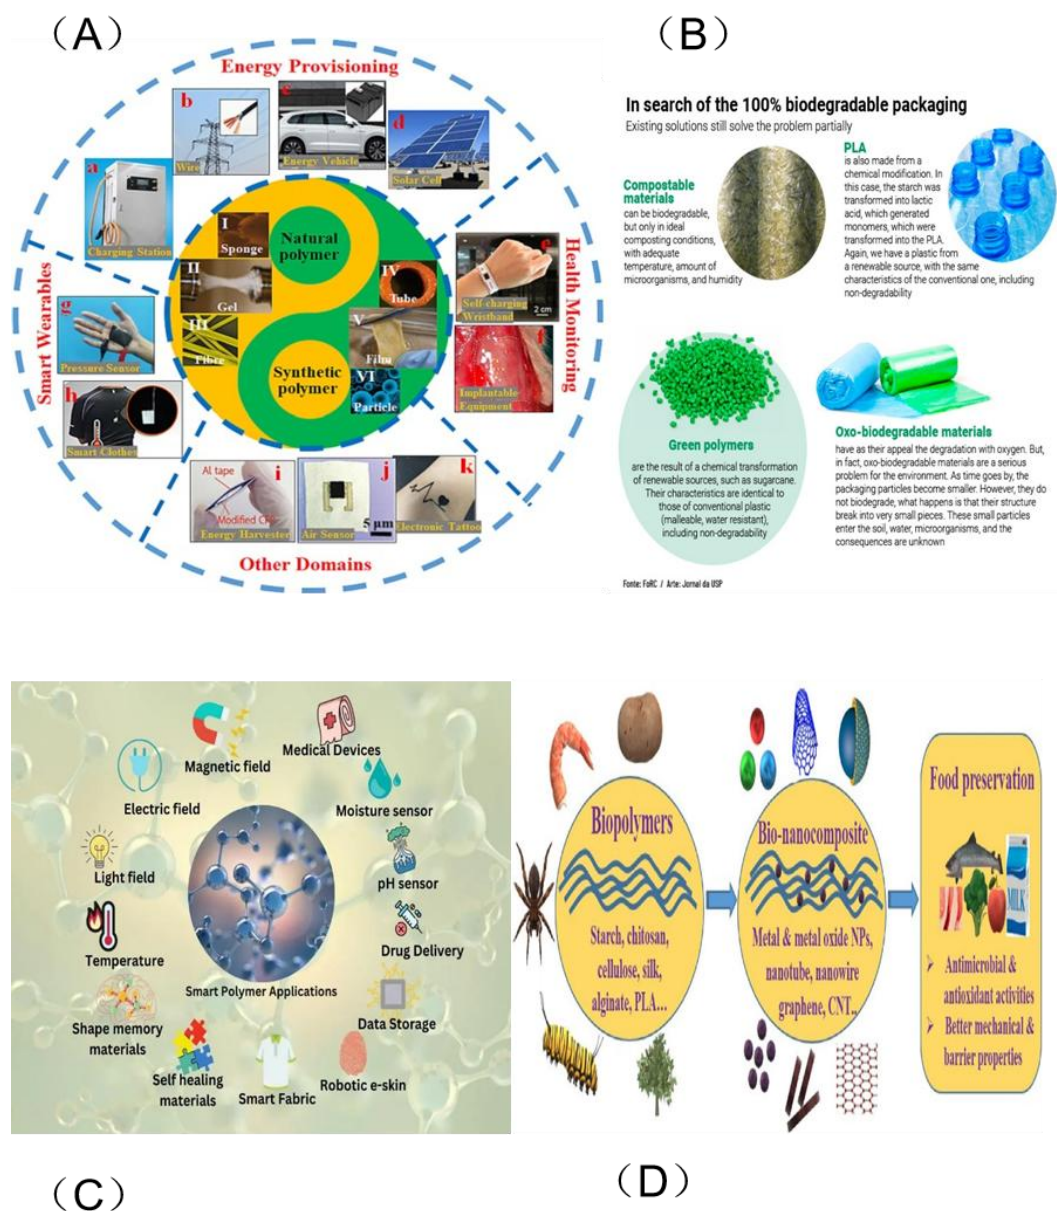 （A）
Energy Provisioning
b
Wire
c
Energy Vehicle
d
Solar Cell
a
Charging Station
Health Monitoring
e
Self-charging
Wristband
2 cm
f
Implantable
Equipment
Smart Wearables
g
Pressure Sensor
h
Smart Clothes
I
Sponge
II
Gel
III
Fibre
Natural
polymer
IV
Tube
V
Film
VI
Particle
Synthetic
polymer
i
Al tape
Modified
Energy Harvester
j
5 μm
Air Sensor
k
Electronic Tattoo
Other Domains
（B）
In search of the 100% biodegradable packaging
Existing solutions still solve the problem partially
Compostable
materials
can be biodegradable,
but only in ideal
composting conditions,
with adequate
temperature, amount of
microorganisms, and humidity
PLA
is also made from a
chemical modification. In
this case, the starch was
transformed into lactic
acid, which generated
monomers, which were
transformed into the PLA.
Again, we have a plastic from
a renewable source, with the same
characteristics of the conventional one, including
non-degradability
Green polymers
are the result of a chemical transformation
of renewable sources, such as sugarcane.
Their characteristics are identical to
those of conventional plastic
(malleable, water resistant),
including non-degradability
Oxo-biodegradable materials
have as their appeal the degradation with oxygen. But,
in fact, oxo-biodegradable materials are a serious
problem for the environment. As time goes by, the
packaging particles become smaller. However, they do
not biodegrade, what happens is that their structure
break into very small pieces. These small particles
enter the soil, water, microorganisms, and the
consequences are unknown
Fonte: FoRC / Arte: Jornal da USP
Magnetic field
Medical Devices
Electric field
Moisture sensor
Light field
pH sensor
Temperature
Drug Delivery
Smart Polymer Applications
Shape memory
materials
Data Storage
Self healing
materials
Smart Fabric
Robotic e-skin
（C）
Biopolymers
Starch, chitosan,
cellulose, silk,
alginate, PLA...
Bio-nanocomposite
Metal & metal oxide NPs,
nanotube, nanowire
graphene, CNT..
Food preservation
MILK
➢ Antimicrobial &
antioxidant activities
➢ Better mechanical &
barrier properties
（D）